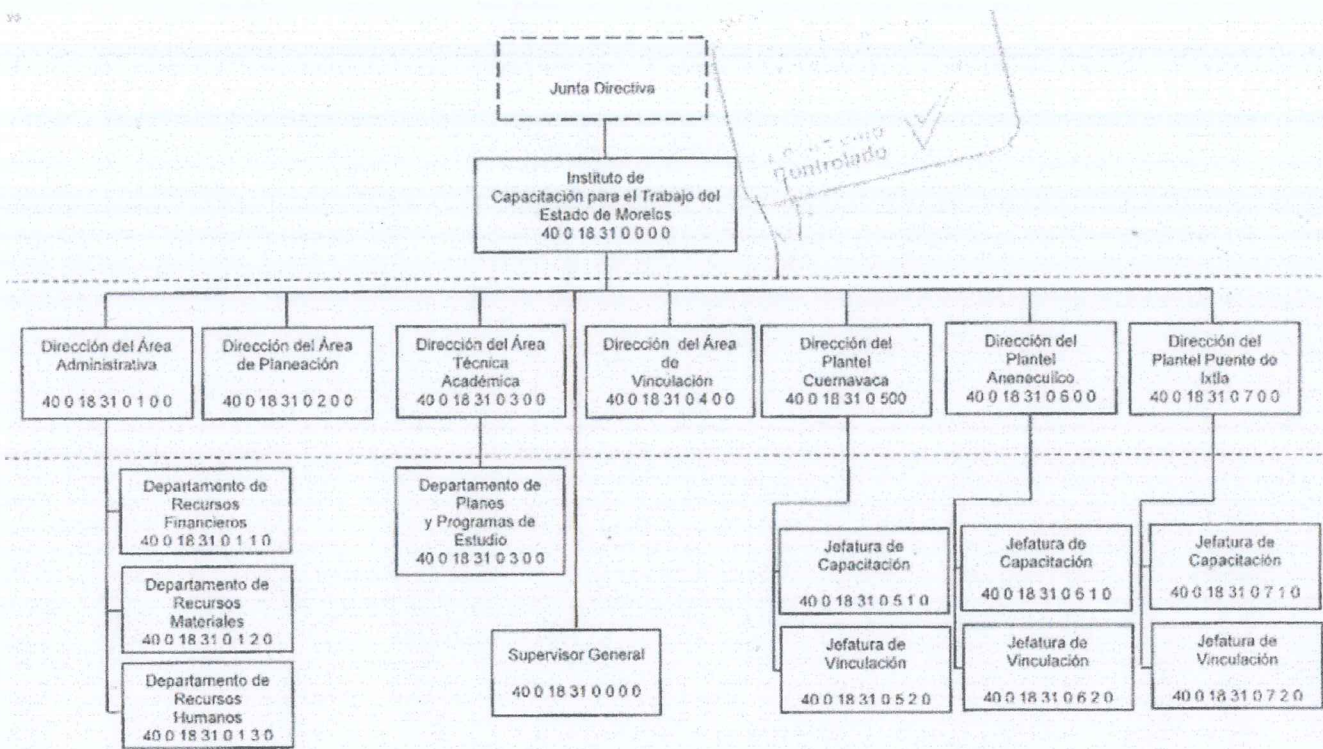 Junta Directiva
Controlado
Instituto de
Capacitación para el Trabajo del
Estado de Morelos
40 0 18 31 0 0 0 0
Dirección del Área
Administrativa
40 0 18 31 0 1 0 0
Dirección del Área
de Planeación
40 0 18 31 0 2 0 0
Dirección del Área
Técnica
Académica
40 0 18 31 0 3 0 0
Dirección del Área
de
Vinculación
40 0 18 31 0 4 0 0
Dirección del
Plantel
Cuernavaca
40 0 18 31 0 500
Dirección del
Plantel
Anenecuilco
40 0 18 31 0 6 0 0
Dirección del
Plantel Puente de
Ixtla
40 0 18 31 0 7 0 0
Departamento de
Recursos
Financieros
40 0 18 31 0 1 1 0
Departamento de
Recursos
Materiales
40 0 18 31 0 1 2 0
Departamento de
Recursos
Humanos
40 0 18 31 0 1 3 0
Departamento de
Planes
y Programas de
Estudio
40 0 18 31 0 3 0 0
Supervisor General
40 0 18 31 0 0 0 0
Jefatura de
Capacitación
40 0 18 31 0 5 1 0
Jefatura de
Vinculación
40 0 18 31 0 5 2 0
Jefatura de
Capacitación
40 0 18 31 0 6 1 0
Jefatura de
Vinculación
40 0 18 31 0 6 2 0
Jefatura de
Capacitación
40 0 18 31 0 7 1 0
Jefatura de
Vinculación
40 0 18 31 0 7 2 0